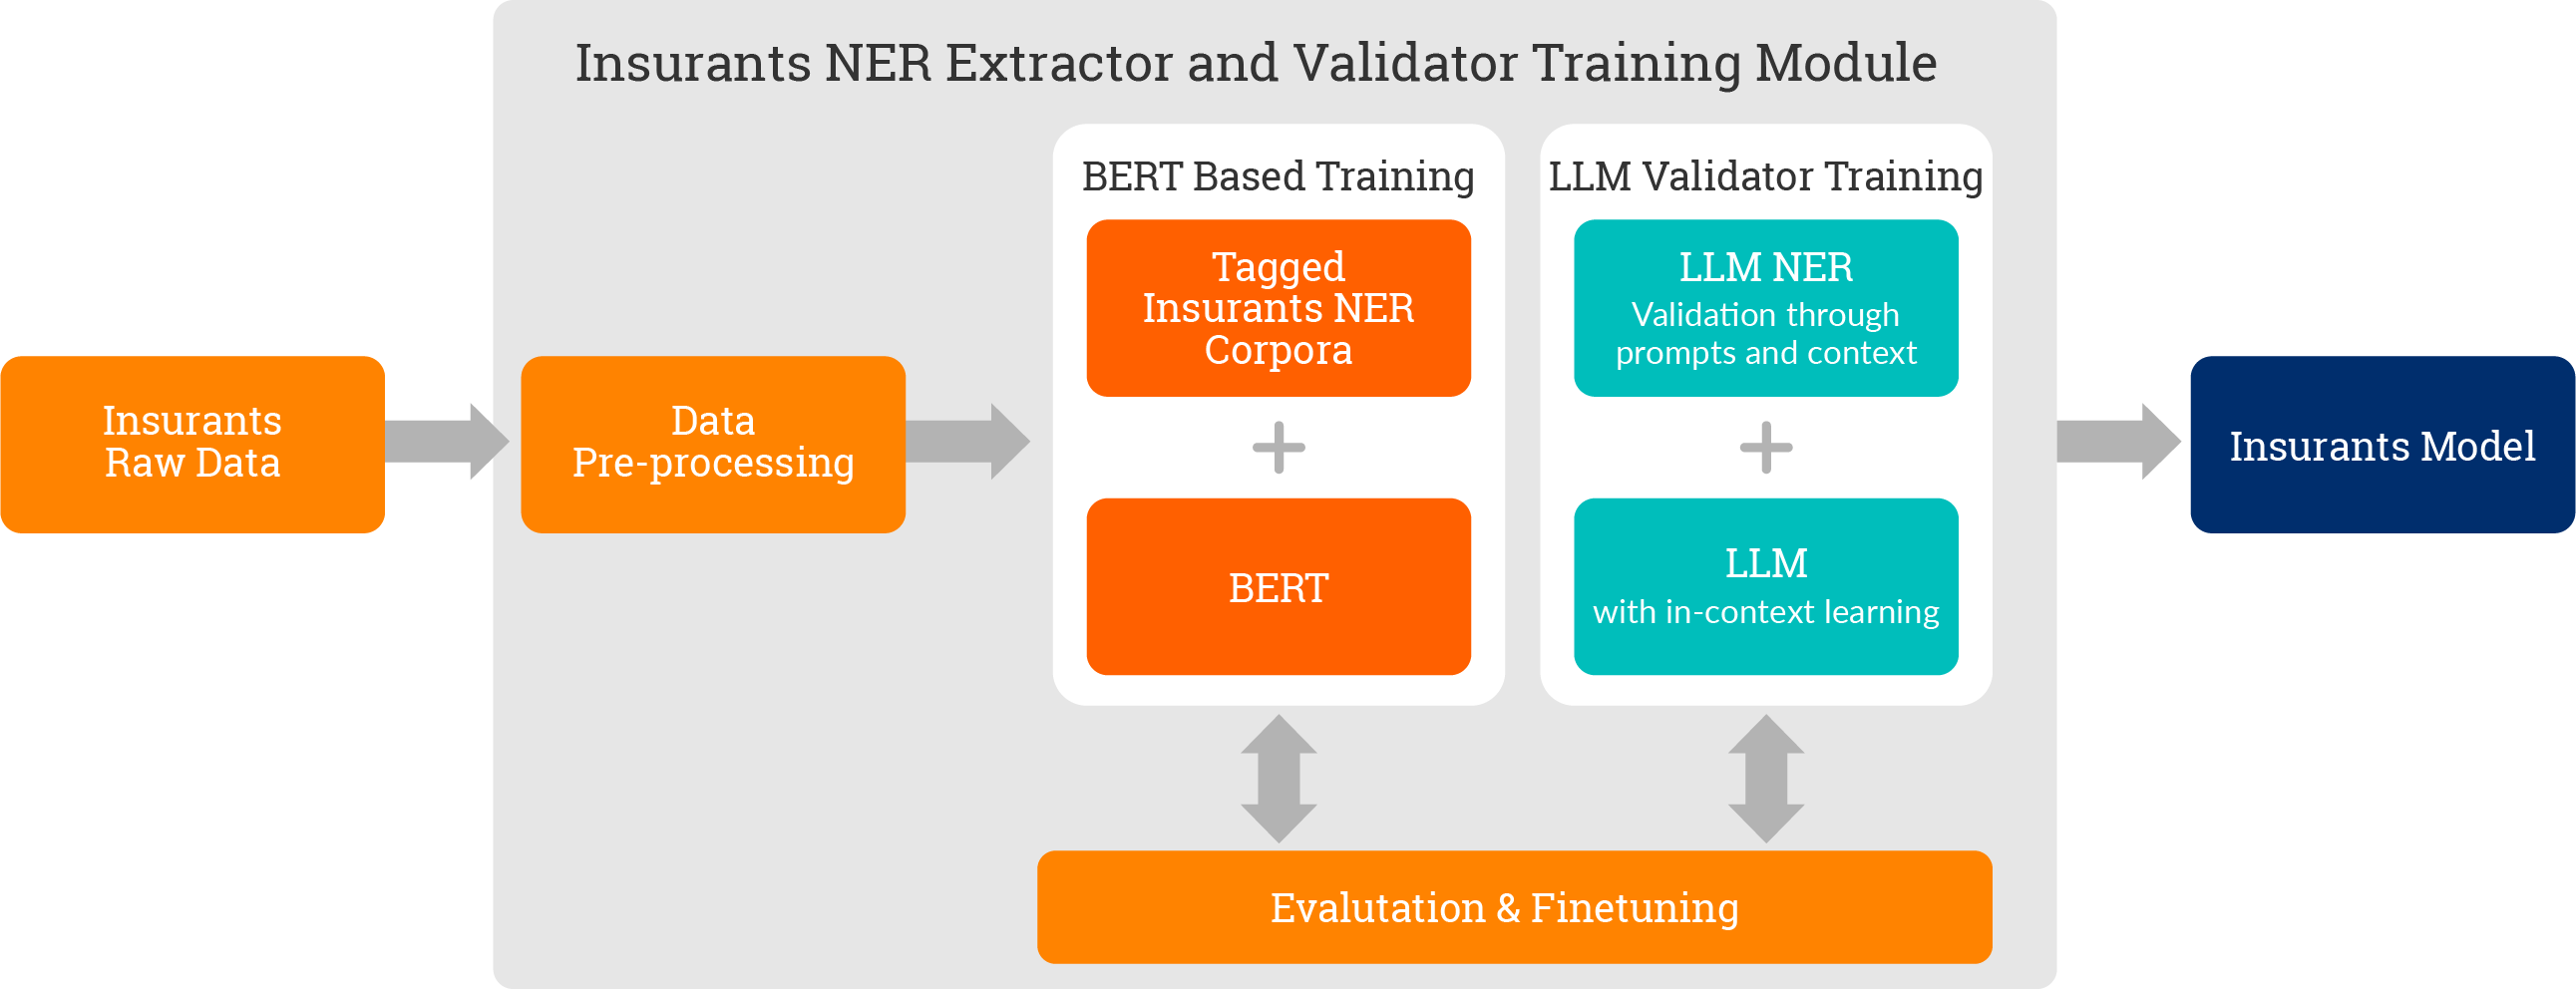 Insurants NER Extractor and Validator Training Module
Insurants
Raw Data
Data
Pre-processing
BERT Based Training
Tagged
Insurants NER
Corpora
+
BERT
LLM Validator Training
LLM NER
Validation through
prompts and context
+
LLM
with in-context learning
Evalutation & Finetuning
Insurants Model